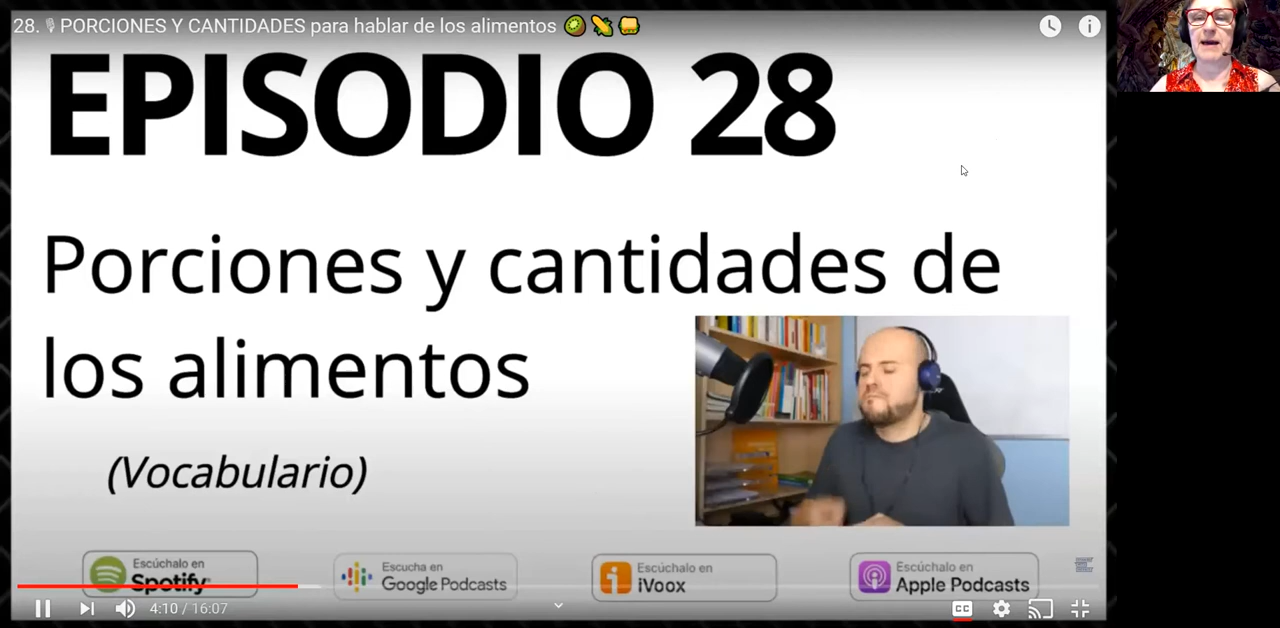 28. 🎙PORCIONES Y CANTIDADES para hablar de los alimentos 🥝🌽🍞
EPISODIO 28
Porciones y cantidades de
los alimentos
(Vocabulario)
Escúchalo en
Spotify
Escucha en
Google Podcasts
Escúchalo en
iVoox
Escúchalo en
Apple Podcasts
4:10 / 16:07
CC